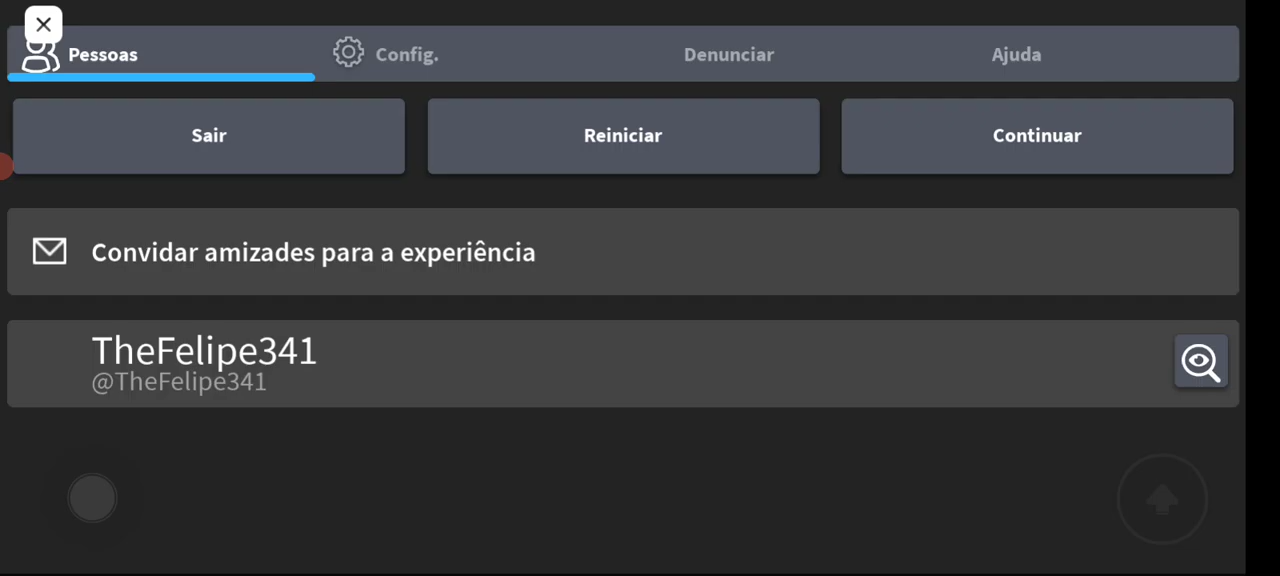 Pessoas
Config.
Denunciar
Ajuda
Sair
Reiniciar
Continuar
Convidar amizades para a experiência
TheFelipe341
@TheFelipe341